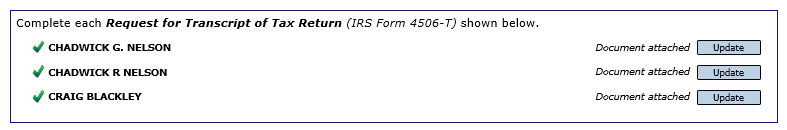 Complete each Request for Transcript of Tax Return (IRS Form 4506-T) shown below.
CHADWICK G. NELSON Document attached Update
CHADWICK R NELSON Document attached Update
CRAIG BLACKLEY Document attached Update